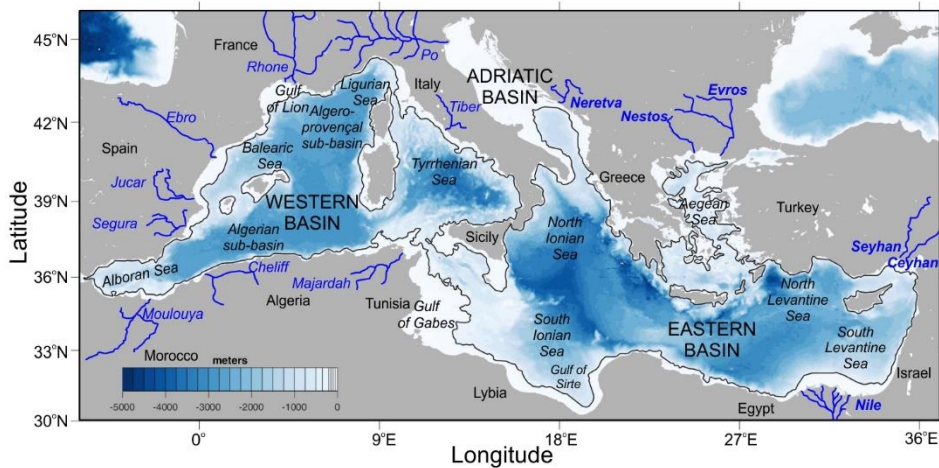 45°N
42°N
39°N
36°N
33°N
30°N
Latitude
France
Rhone
Po
Ligurian
Sea
Italy
Gulf
of Lion
Algero-
provençal
sub-basin
Tiber
ADRIATIC
BASIN
Neretva
Evros
Nestos
Ebro
Spain
Balearic
Sea
Jucar
Segura
WESTERN
BASIN
Tyrrhenian
Sea
Algerian
sub-basin
Alboran Sea
Greece
Aegean
Sea
Turkey
North
Ionian
Sea
Sicily
Seyhan
Ceyhan
Cheliff
Majardah
Algeria
Tunisia
Gulf
of Gabes
Moulouya
Morocco
South
Ionian
Sea
Gulf of
Sirte
EASTERN
BASIN
North
Levantine
Sea
South
Levantine
Sea
Israel
Lybia
Egypt
Nile
meters
-5000 -4000 -3000 -2000 -1000 0
0° 9°E 18°E 27°E 36°E
Longitude